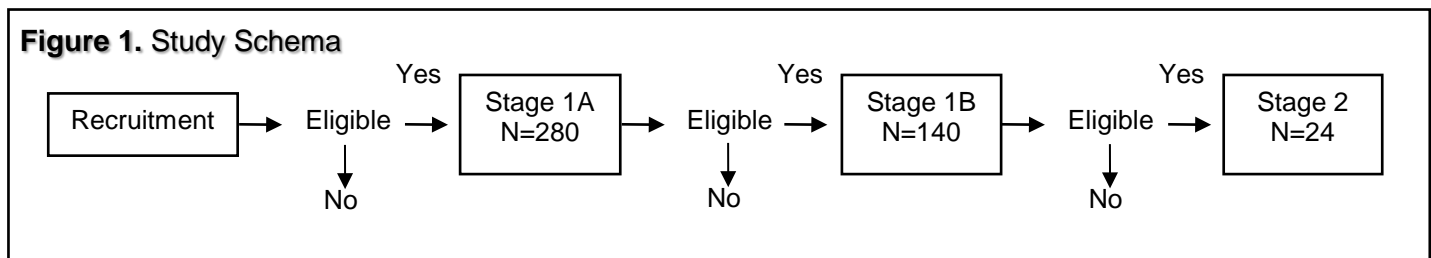 Figure 1. Study Schema
Yes Yes Yes
Recruitment Eligible Stage 1A Eligible Stage 1B Eligible Stage 2
N=280 N=140 N=24
No No No